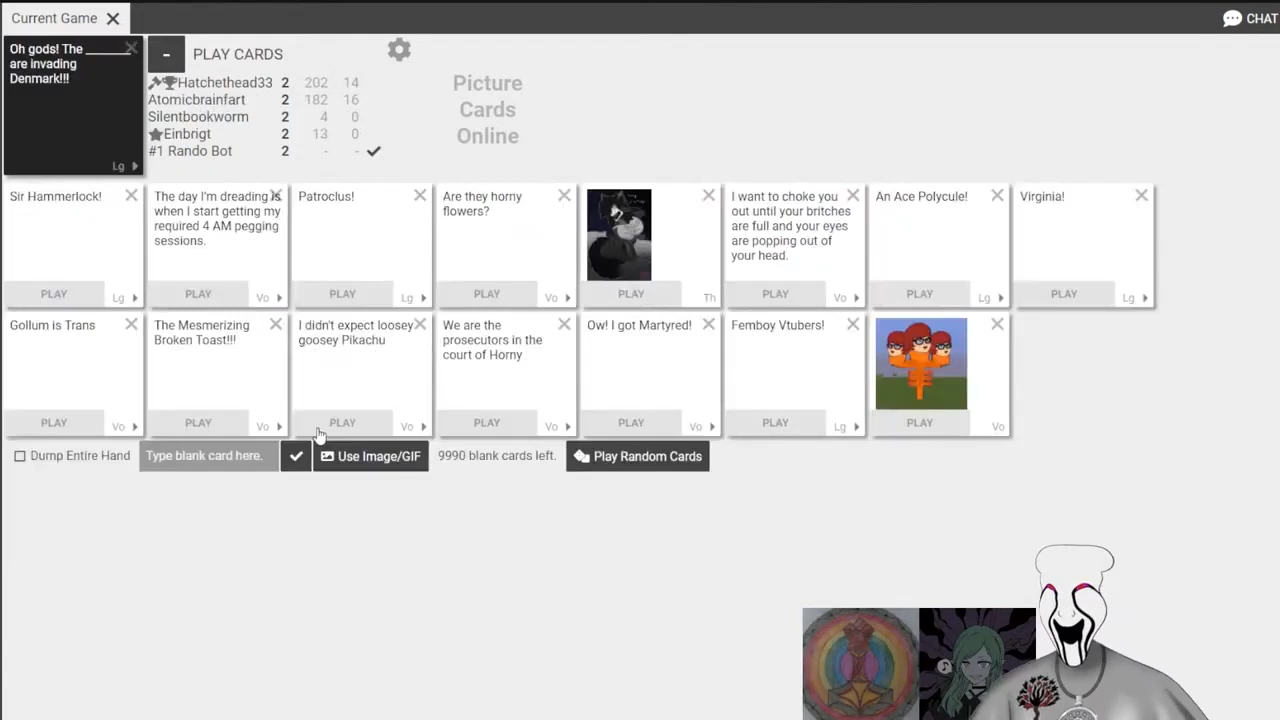 Current Game
CHAT
Oh gods! The ______
are invading
Denmark!!!
Lg
-
PLAY CARDS
Hatchethead33 2 202 14
Atomicbrainfart 2 182 16
Silentbookworm 2 4 0
Einbrigt 2 13 0
#1 Rando Bot 2 - -
Picture
Cards
Online
Sir Hammerlock!
PLAY
Lg
The day I'm dreading is
when I start getting my
required 4 AM pegging
sessions.
PLAY
Vo
Patroclus!
PLAY
Lg
Are they horny
flowers?
PLAY
Vo
PLAY
Th
I want to choke you
out until your britches
are full and your eyes
are popping out of
your head.
PLAY
Vo
An Ace Polycule!
PLAY
Lg
Virginia!
PLAY
Lg
Gollum is Trans
PLAY
Vo
The Mesmerizing
Broken Toast!!!
PLAY
Vo
I didn't expect loosey
goosey Pikachu
PLAY
Vo
We are the
prosecutors in the
court of Horny
PLAY
Vo
Ow! I got Martyred!
PLAY
Vo
Femboy Vtubers!
PLAY
Lg
PLAY
Vo
Dump Entire Hand
Type blank card here.
Use Image/GIF
9990 blank cards left.
Play Random Cards